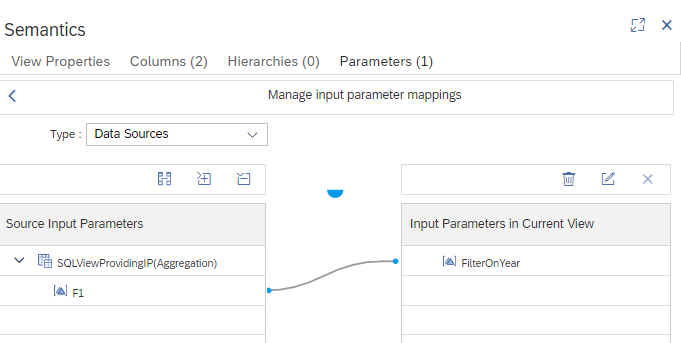 Semantics
View Properties Columns (2) Hierarchies (0) Parameters (1)
Manage input parameter mappings
Type : Data Sources
Source Input Parameters
Input Parameters in Current View
SQLViewProvidingIP(Aggregation)
FilterOnYear
F1